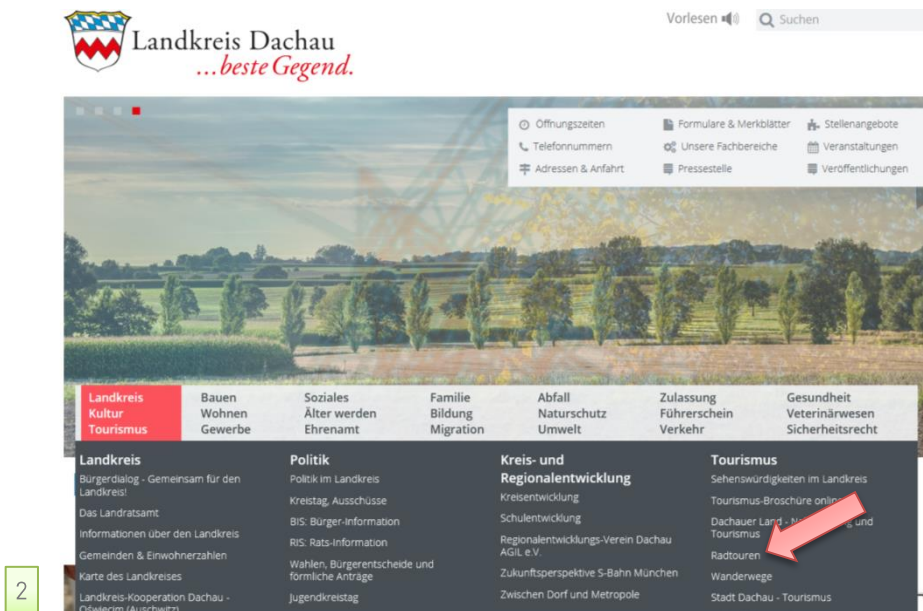 Vorlesen
Suchen
Landkreis Dachau
...beste Gegend.
Öffnungszeiten
Formulare & Merkblätter
Stellenangebote
Telefonnummern
Unsere Fachbereiche
Veranstaltungen
Adressen & Anfahrt
Pressestelle
Veröffentlichungen
Landkreis
Kultur
Tourismus
Bauen
Wohnen
Gewerbe
Soziales
Älter werden
Ehrenamt
Familie
Bildung
Migration
Abfall
Naturschutz
Umwelt
Zulassung
Führerschein
Verkehr
Gesundheit
Veterinärwesen
Sicherheitsrecht
Landkreis
Bürgerdialog - Gemeinsam für den
Landkreis!
Das Landratsamt
Informationen über den Landkreis
Gemeinden & Einwohnerzahlen
Karte des Landkreises
Landkreis-Kooperation Dachau -
Oświęcim (Auschwitz)
Politik
Politik im Landkreis
Kreistag, Ausschüsse
BIS: Bürger-Information
RIS: Rats-Information
Wahlen, Bürgerentscheide und
förmliche Anträge
Jugendkreistag
Kreis- und
Regionalentwicklung
Kreisentwicklung
Schulentwicklung
Regionalentwicklungs-Verein Dachau
AGIL e.V.
Zukunftsperspektive S-Bahn München
Zwischen Dorf und Metropole
Tourismus
Sehenswürdigkeiten im Landkreis
Tourismus-Broschüre online
Dachauer Land - und
Tourismus
Radtouren
Wanderwege
Stadt Dachau - Tourismus
2